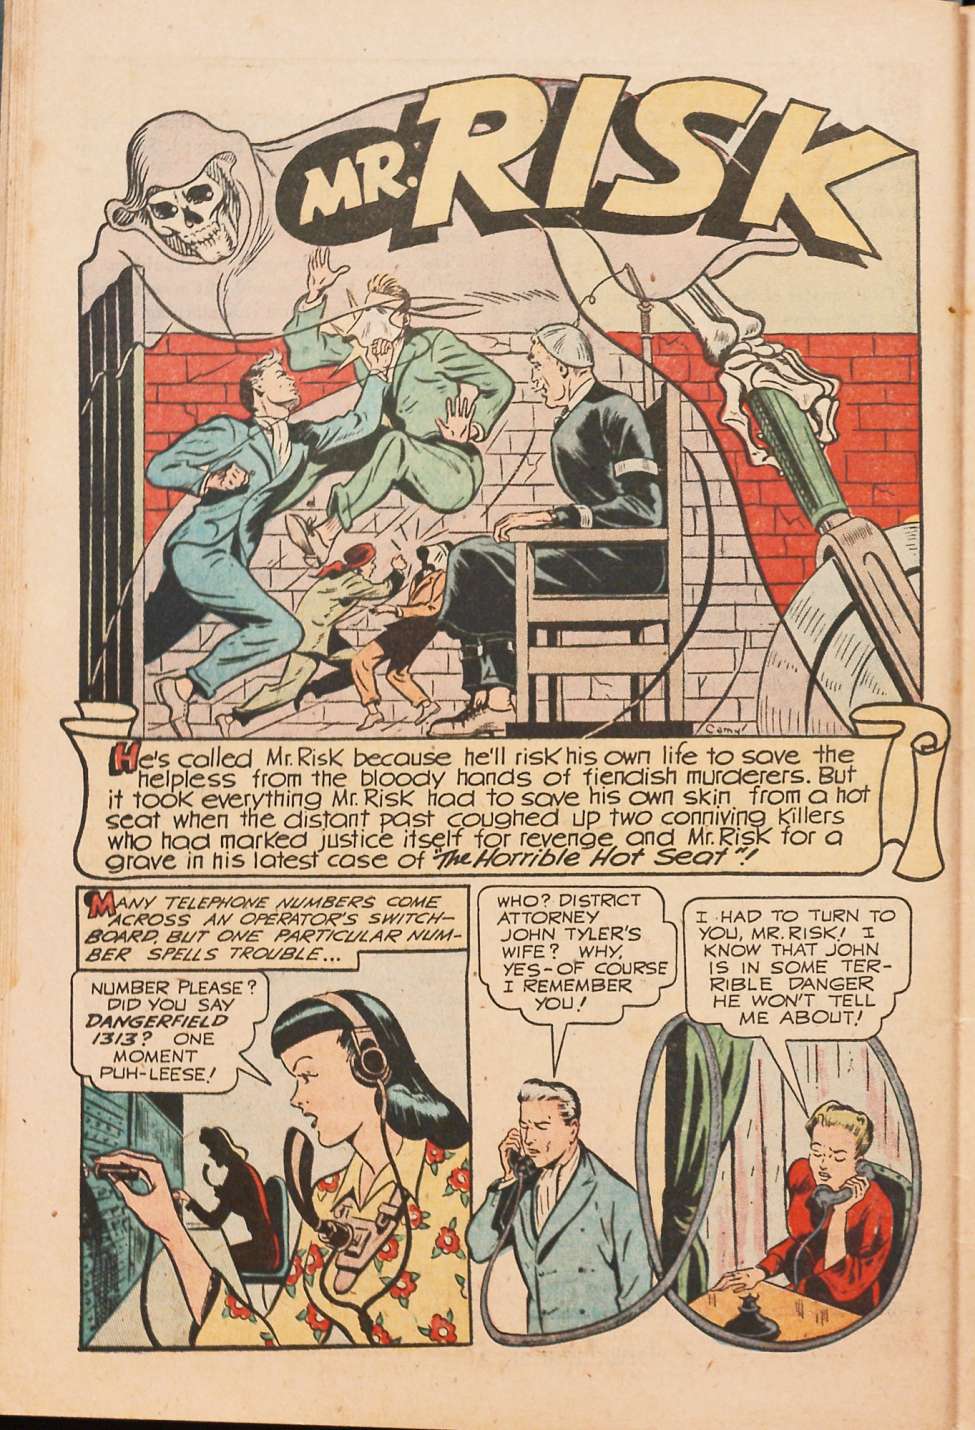 MR. RISK
Camy
He's called Mr. Risk because he'll risk his own life to save the
helpless from the bloody hands of fiendish murderers. But
it took everything Mr. Risk had to save his own skin from a hot
seat when the distant past coughed up two conniving killers
who had marked justice itself for revenge and Mr. Risk for a
grave in his latest case of "The Horrible Hot Seat"!
MANY TELEPHONE NUMBERS COME
ACROSS AN OPERATOR'S SWITCH-
BOARD, BUT ONE PARTICULAR NUM-
BER SPELLS TROUBLE...
NUMBER PLEASE?
DID YOU SAY
DANGERFIELD
1313? ONE
MOMENT
PUH-LEESE!
WHO? DISTRICT
ATTORNEY
JOHN TYLER'S
WIFE? WHY,
YES-OF COURSE
I REMEMBER
YOU!
I HAD TO TURN TO
YOU, MR. RISK! I
KNOW THAT JOHN
IS IN SOME TER-
RIBLE DANGER
HE WON'T TELL
ME ABOUT!